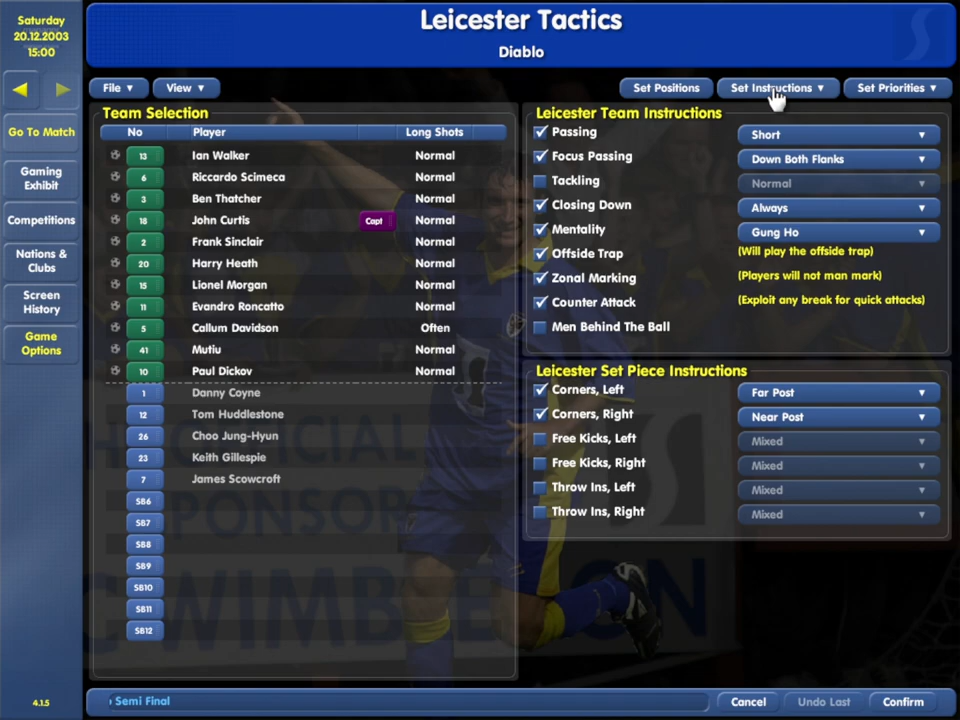 Saturday
20.12.2003
15:00
Leicester Tactics
Diablo
File ▼ View ▼ Set Positions Set Instructions ▼ Set Priorities ▼
Go To Match
Gaming Exhibit
Competitions
Nations & Clubs
Screen History
Game Options
4.1.5
Team Selection
No Player Long Shots
13 Ian Walker Normal
6 Riccardo Scimeca Normal
3 Ben Thatcher Normal
18 John Curtis Capt Normal
2 Frank Sinclair Normal
20 Harry Heath Normal
15 Lionel Morgan Normal
11 Evandro Roncatto Normal
5 Callum Davidson Often
41 Mutiu Normal
10 Paul Dickov Normal
1 Danny Coyne
12 Tom Huddlestone
26 Choo Jung-Hyun
23 Keith Gillespie
7 James Scowcroft
SB6
SB7
SB8
SB9
SB10
SB11
SB12
Leicester Team Instructions
Passing Short
Focus Passing Down Both Flanks
Tackling Normal
Closing Down Always
Mentality Gung Ho
Offside Trap (Will play the offside trap)
Zonal Marking (Players will not man mark)
Counter Attack (Exploit any break for quick attacks)
Men Behind The Ball
Leicester Set Piece Instructions
Corners, Left Far Post
Corners, Right Near Post
Free Kicks, Left Mixed
Free Kicks, Right Mixed
Throw Ins, Left Mixed
Throw Ins, Right Mixed
Semi Final
Cancel Undo Last Confirm